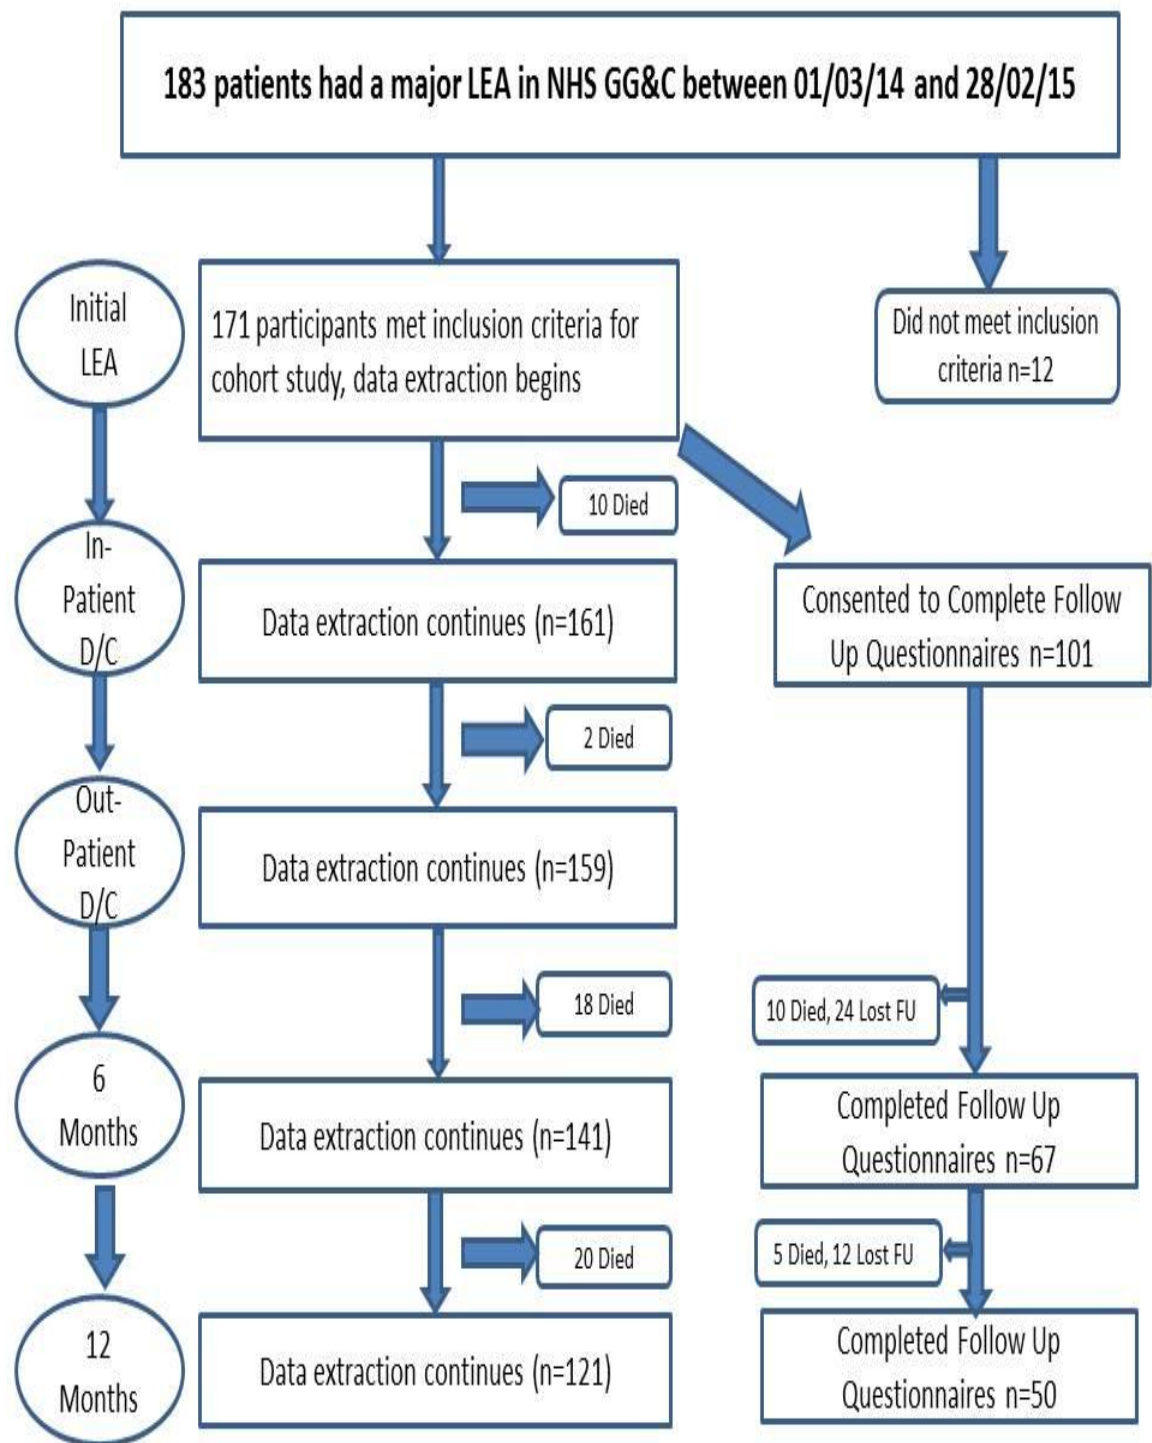 183 patients had a major LEA in NHS GG&C between 01/03/14 and 28/02/15
Initial
LEA
171 participants met inclusion criteria for
cohort study, data extraction begins
Did not meet inclusion
criteria n=12
10 Died
In-
Patient
D/C
Data extraction continues (n=161)
Consented to Complete Follow
Up Questionnaires n=101
2 Died
Out-
Patient
D/C
Data extraction continues (n=159)
18 Died
10 Died, 24 Lost FU
6
Months
Data extraction continues (n=141)
Completed Follow Up
Questionnaires n=67
20 Died
5 Died, 12 Lost FU
12
Months
Data extraction continues (n=121)
Completed Follow Up
Questionnaires n=50